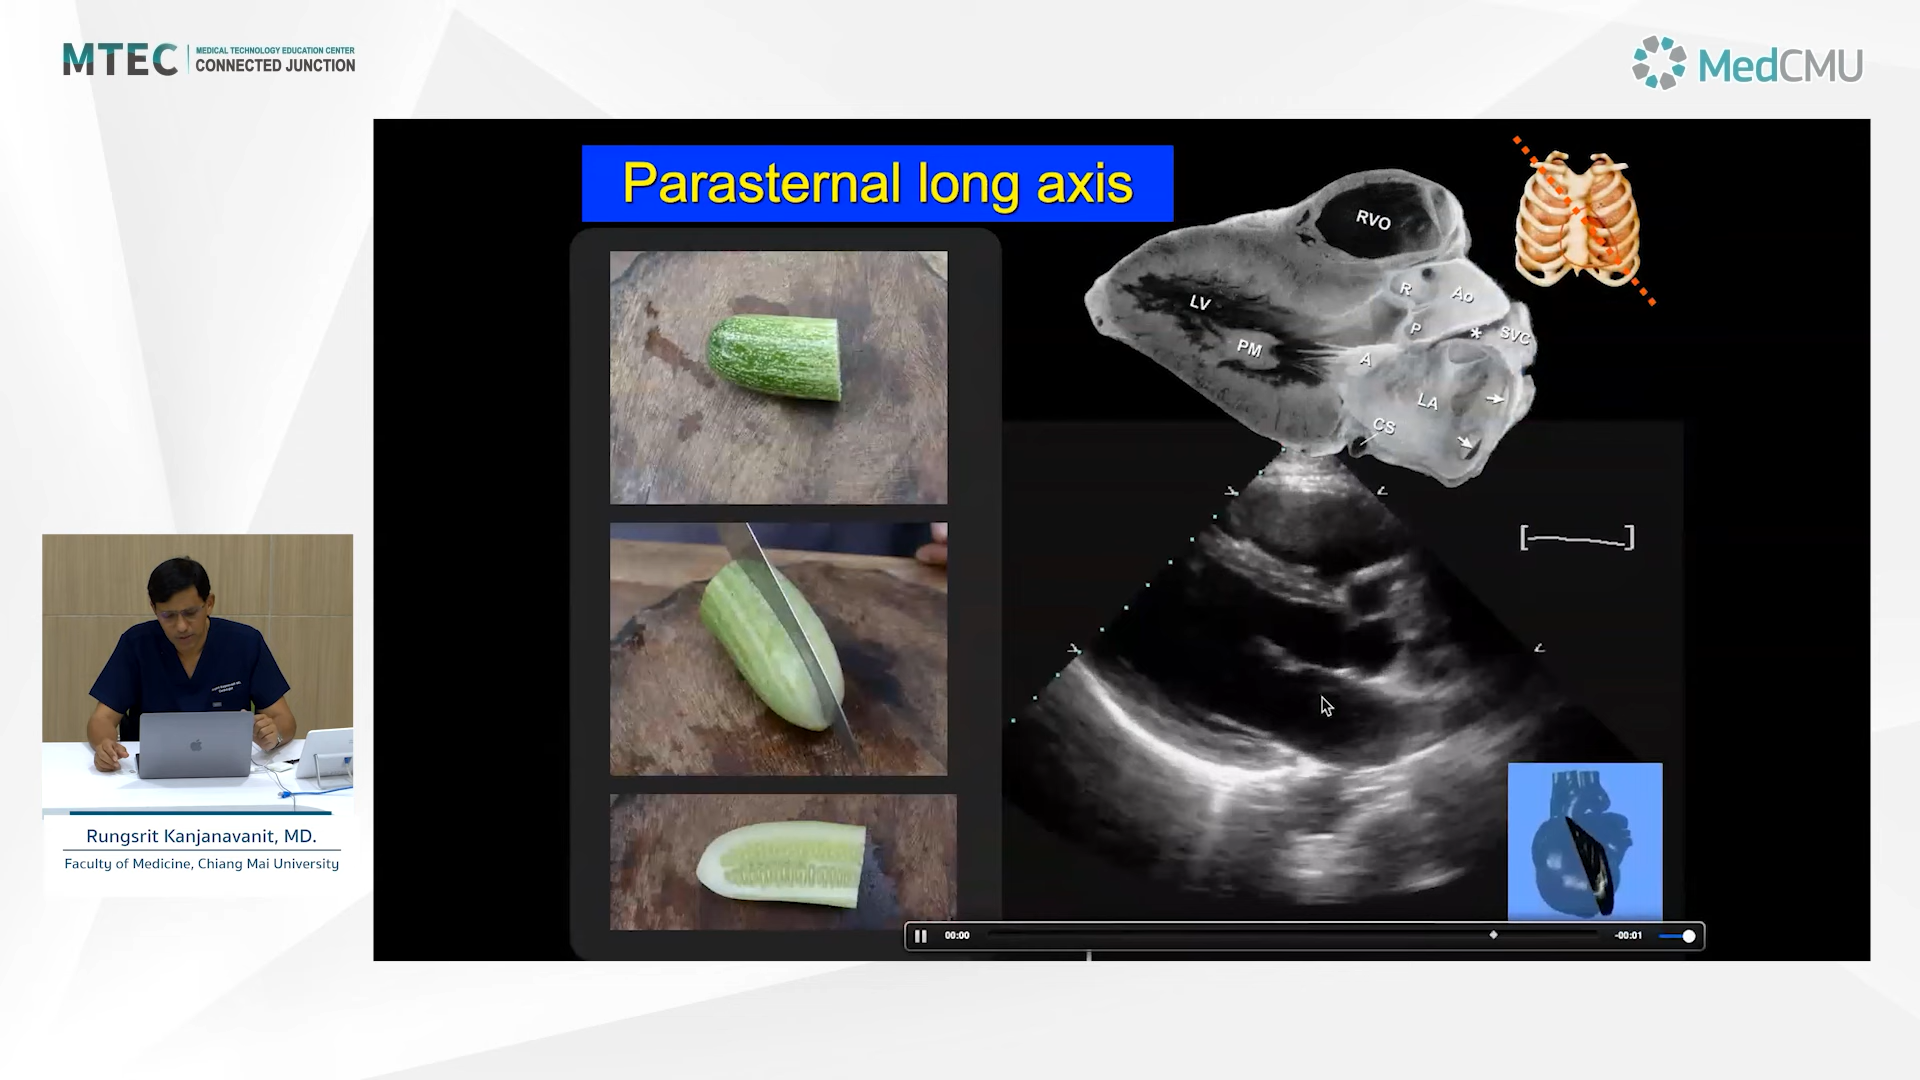 MTEC
MEDICAL TECHNOLOGY EDUCATION CENTER
CONNECTED JUNCTION
MedCMU
Parasternal long axis
RVO
LV
R
Ao
P
*
SVC
PM
A
LA
CS
Rungsrit Kanjanavanit, MD.
Faculty of Medicine, Chiang Mai University
00:00
-00:01